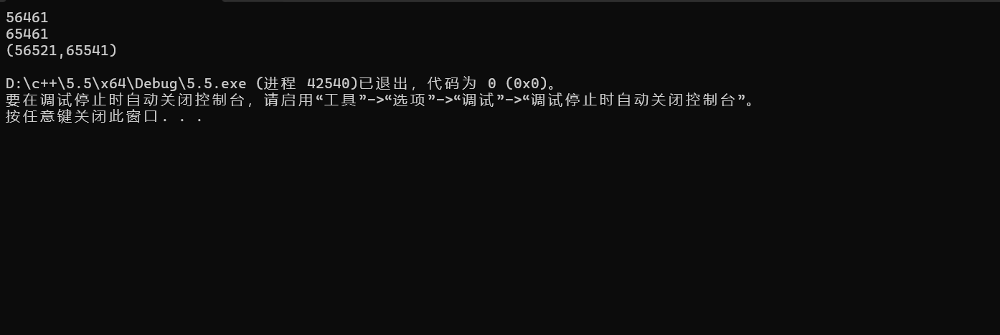 56461
65461
(56521,65541)
D:\c++\5.5\x64\Debug\5.5.exe (进程 42540)已退出，代码为 0 (0x0)。
要在调试停止时自动关闭控制台，请启用“工具”->“选项”->“调试”->“调试停止时自动关闭控制台”。
按任意键关闭此窗口. . .